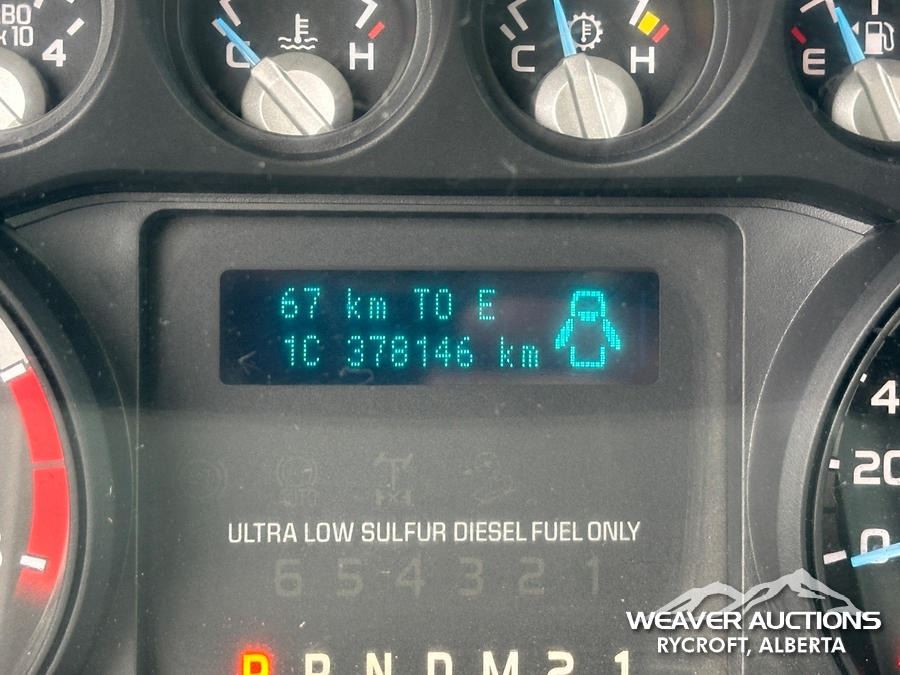 BO
x10
4
C H
C H
E
67 km TO E
1C 378146 km
ULTRA LOW SULFUR DIESEL FUEL ONLY
6 5 4 3 2 1
P R N D M 2 1
4
20
0
WEAVER AUCTIONS
RYCROFT, ALBERTA